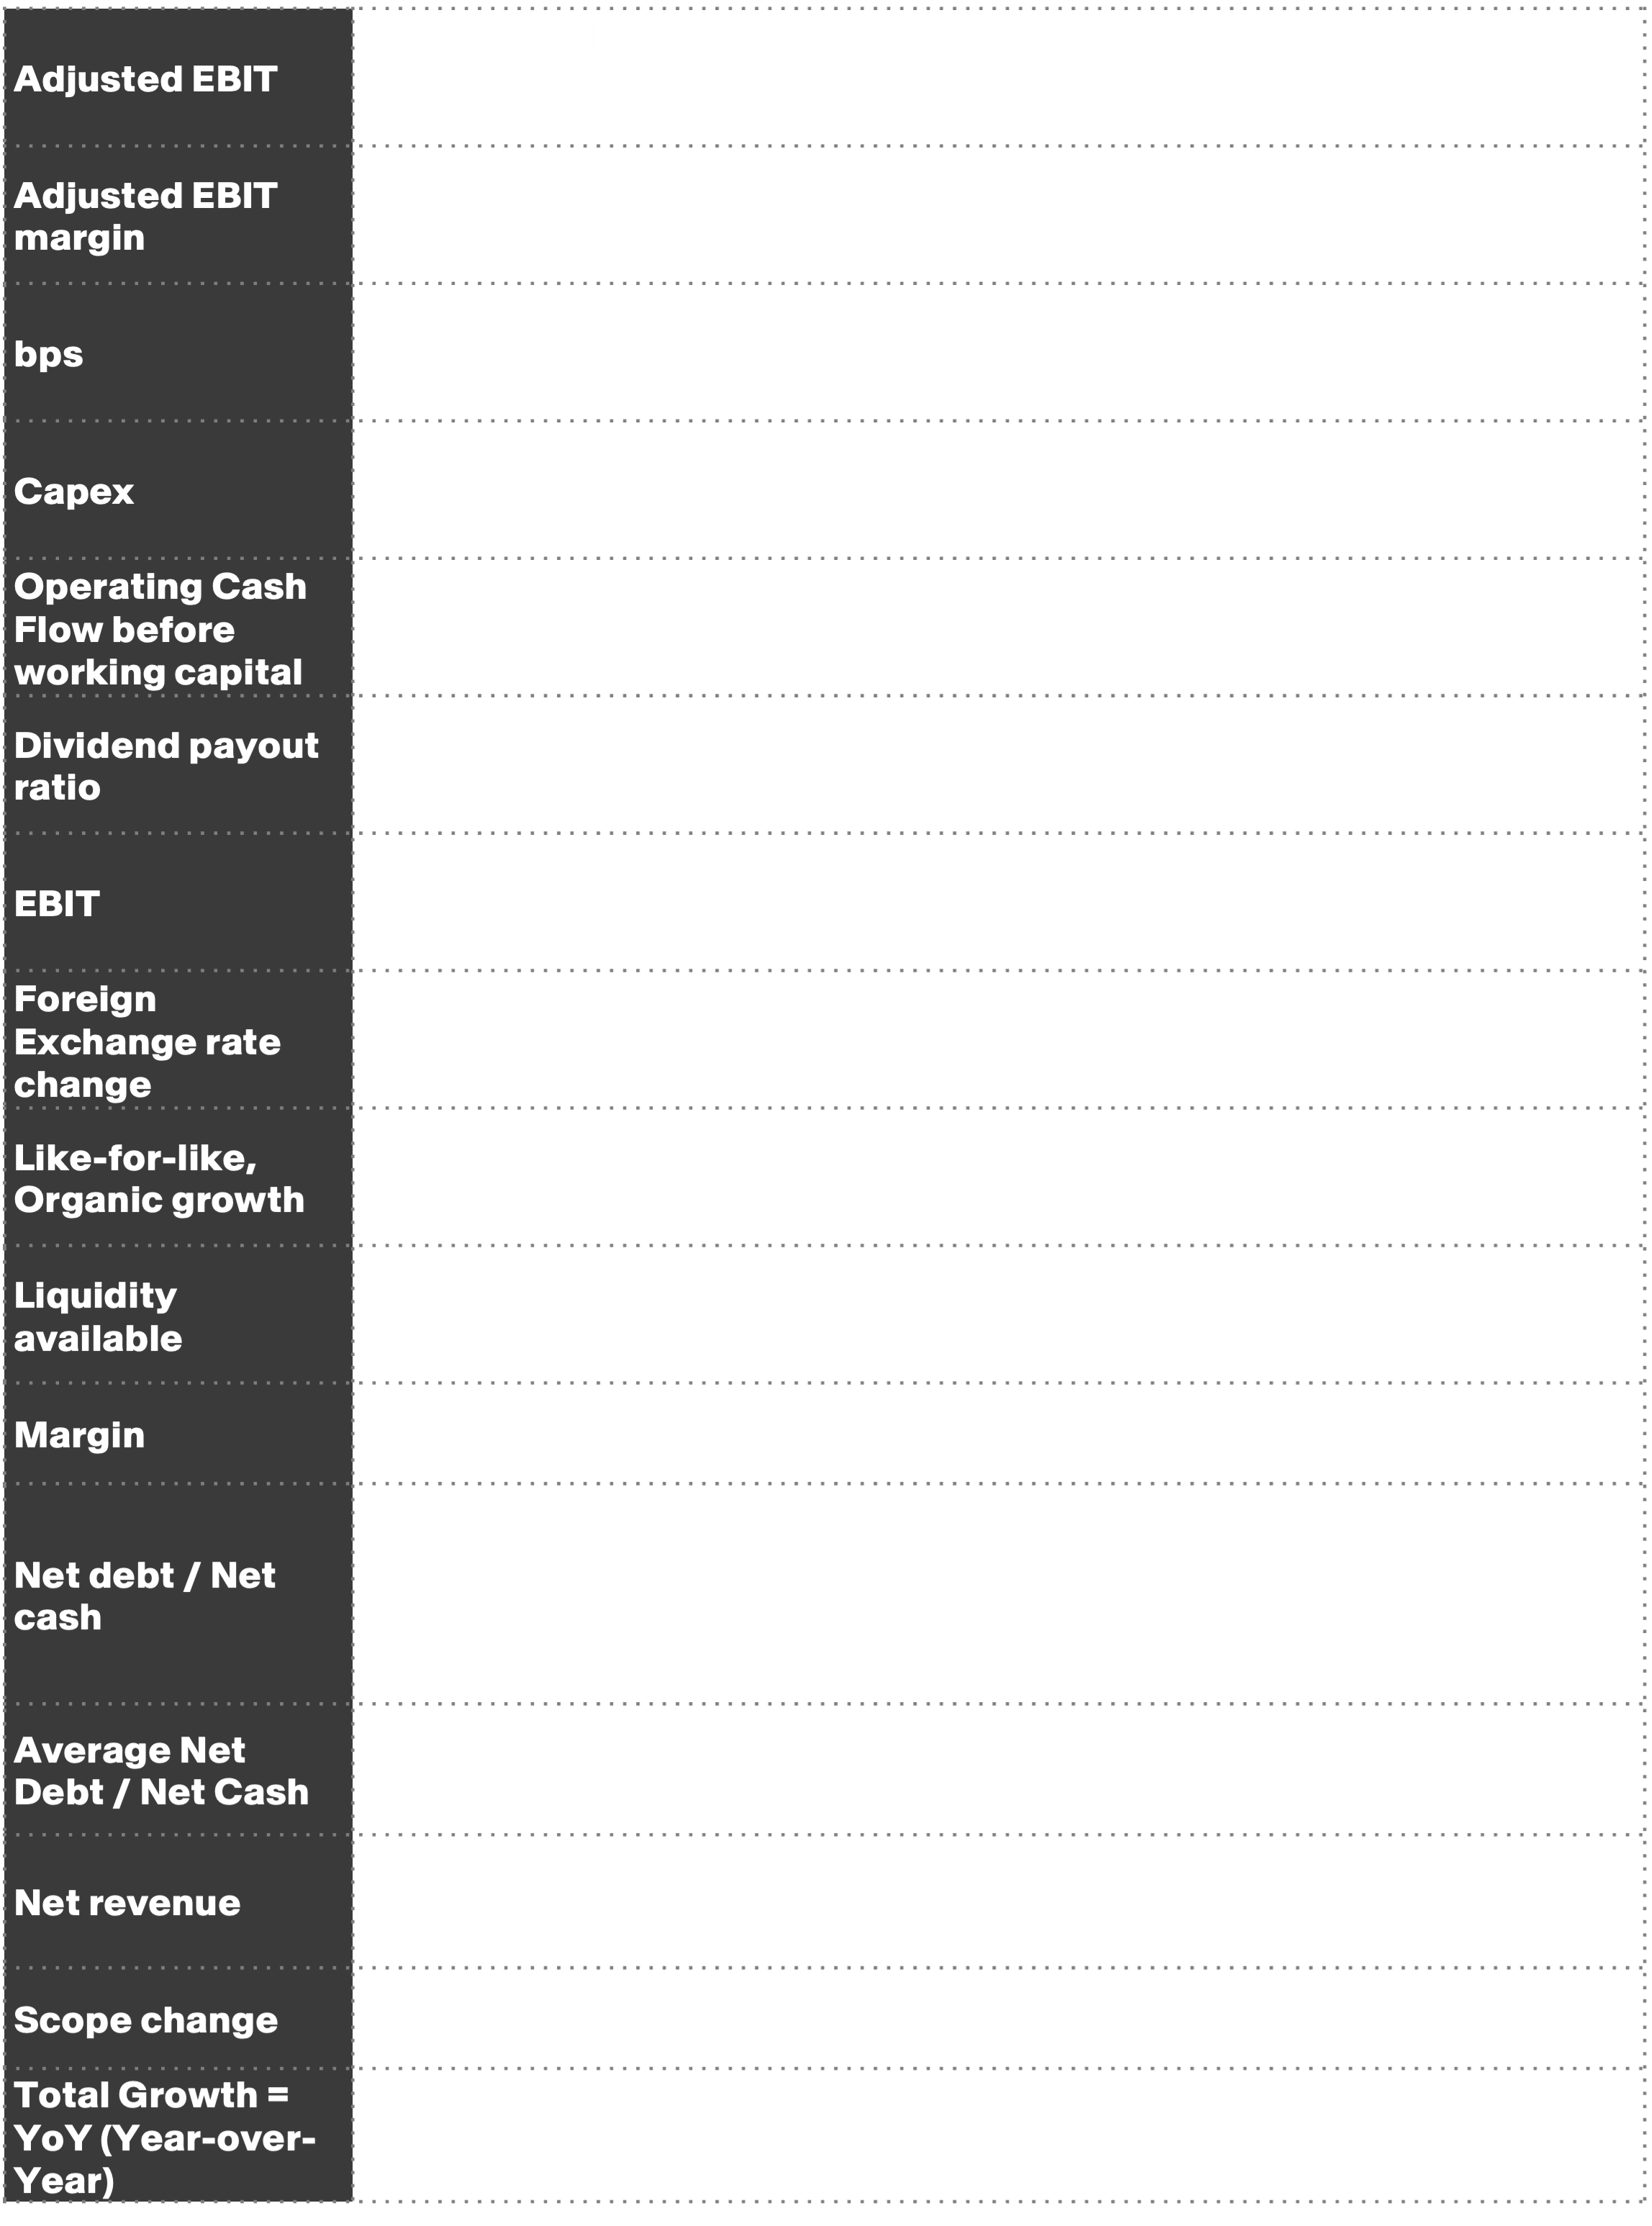 Adjusted EBIT
Adjusted EBIT
margin
bps
Capex
Operating Cash
Flow before
working capital
Dividend payout
ratio
EBIT
Foreign
Exchange rate
change
Like-for-like,
Organic growth
Liquidity
available
Margin
Net debt / Net
cash
Average Net
Debt / Net Cash
Net revenue
Scope change
Total Growth =
YoY (Year-over-
Year)